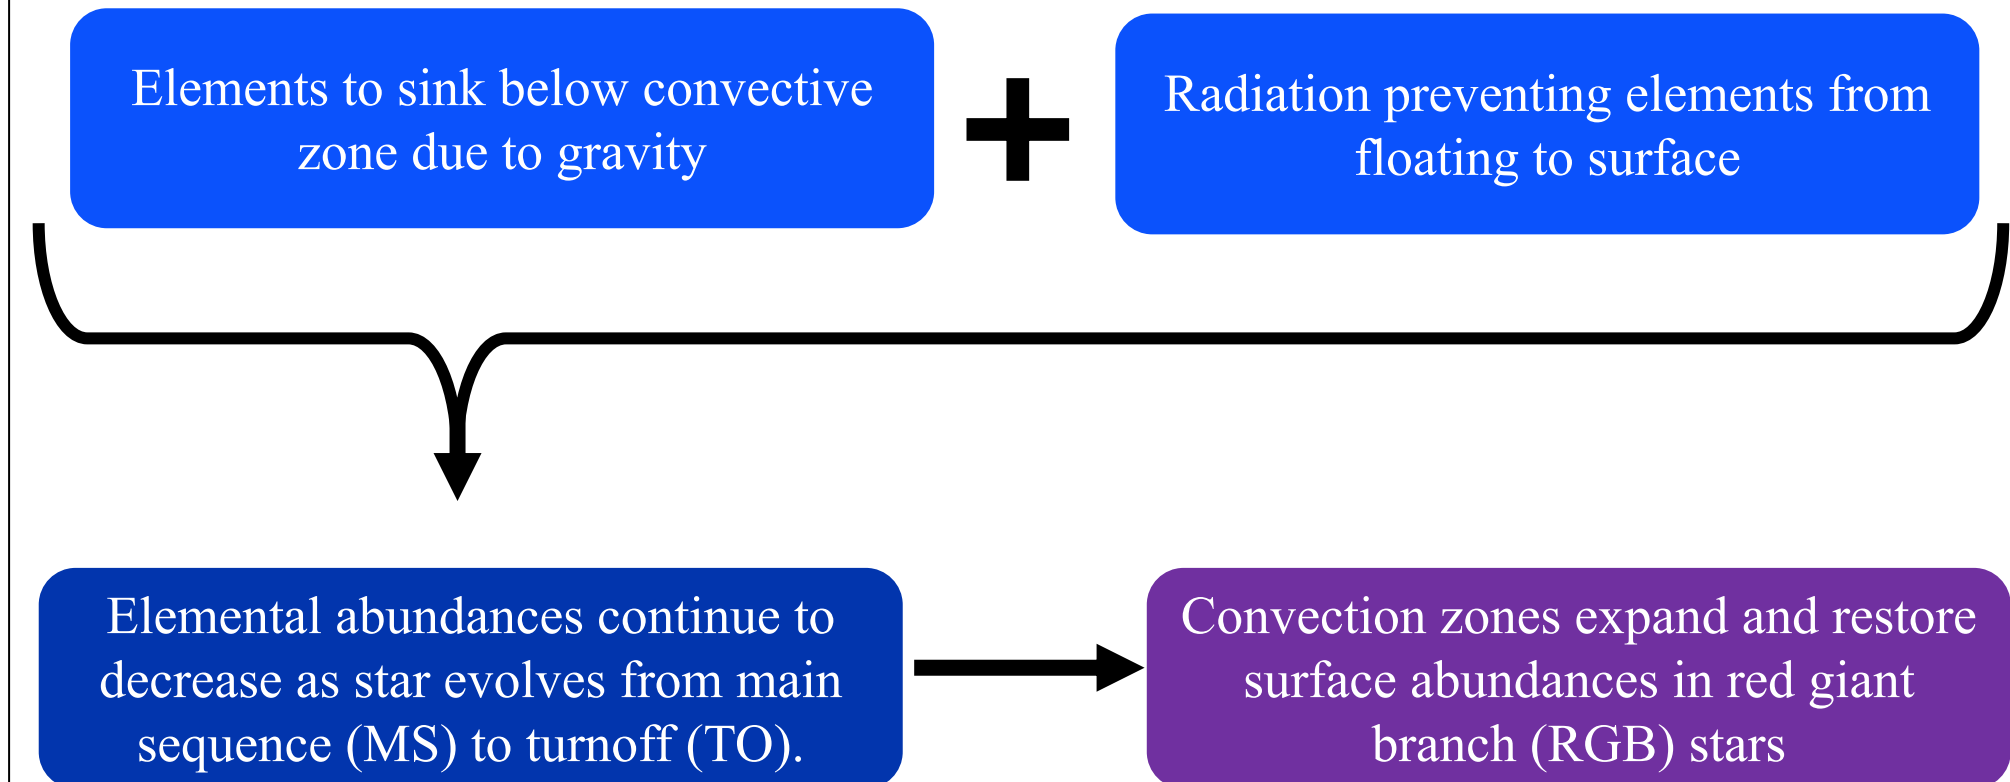 Elements to sink below convective
zone due to gravity
Radiation preventing elements from
floating to surface
Elemental abundances continue to
decrease as star evolves from main
sequence (MS) to turnoff (TO).
Convection zones expand and restore
surface abundances in red giant
branch (RGB) stars